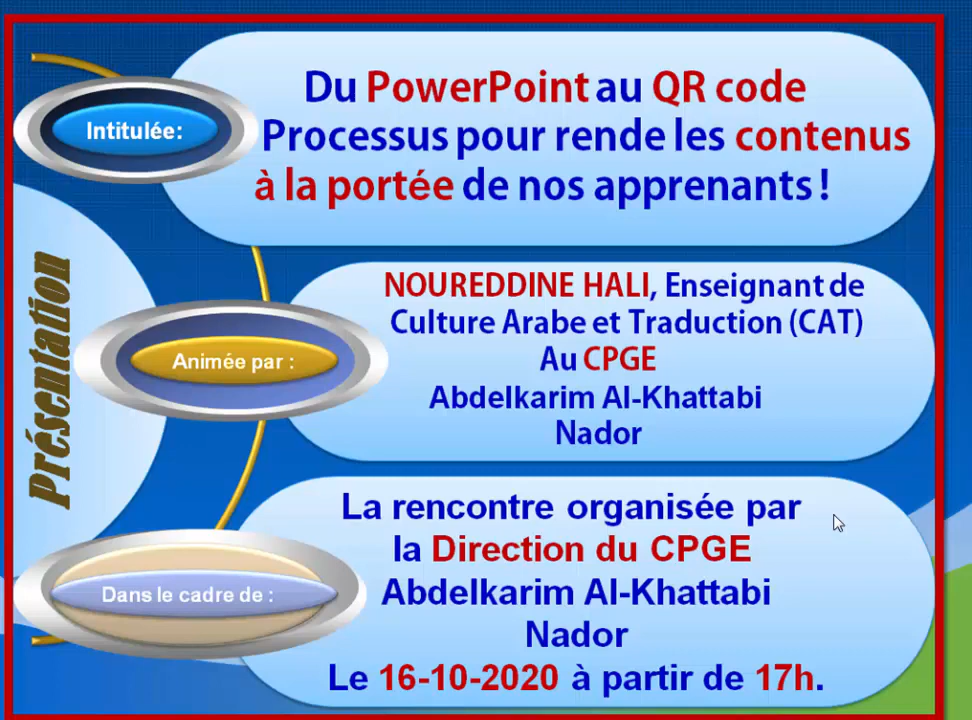 Présentation
Intitulée:
Du PowerPoint au QR code
Processus pour rende les contenus
à la portée de nos apprenants !
Animée par :
NOUREDDINE HALI, Enseignant de
Culture Arabe et Traduction (CAT)
Au CPGE
Abdelkarim Al-Khattabi
Nador
Dans le cadre de :
La rencontre organisée par
la Direction du CPGE
Abdelkarim Al-Khattabi
Nador
Le 16-10-2020 à partir de 17h.